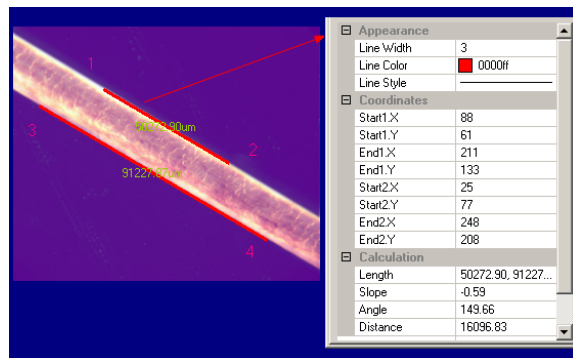 1
50272.90um
2
3
91227.87um
4
Appearance
Line Width 3
Line Color 0000ff
Line Style
Coordinates
Start1.X 88
Start1.Y 61
End1.X 211
End1.Y 133
Start2.X 25
Start2.Y 77
End2.X 248
End2.Y 208
Calculation
Length 50272.90, 91227...
Slope -0.59
Angle 149.66
Distance 16096.83